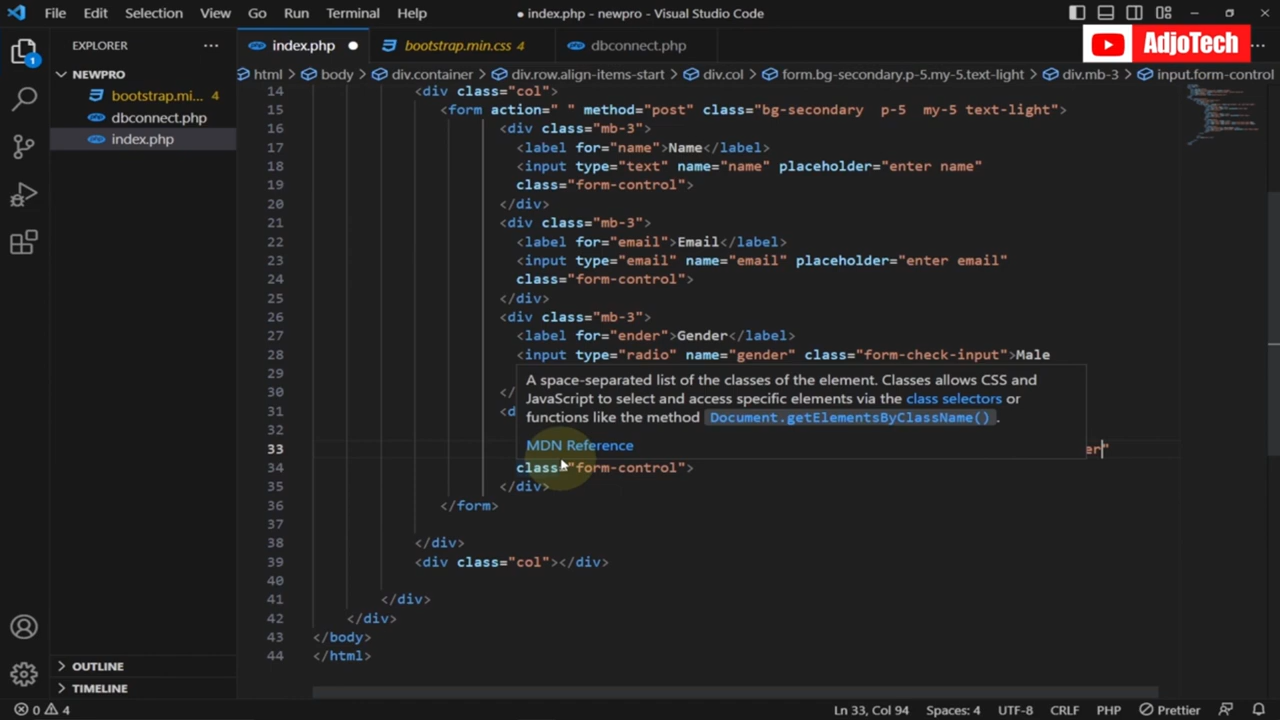 File Edit Selection View Go Run Terminal Help
● index.php - newpro - Visual Studio Code
AdjoTech
EXPLORER ...
index.php ●
bootstrap.min.css 4
dbconnect.php
NEWPRO
bootstrap.mi... 4
dbconnect.php
index.php
1
html > body > div.container > div.row.align-items-start > div.col > form.bg-secondary.p-5.my-5.text-light > div.mb-3 > input.form-control
14 <div class="col">
15 <form action=" " method="post" class="bg-secondary  p-5  my-5 text-light">
16 <div class="mb-3">
17 <label for="name">Name</label>
18 <input type="text" name="name" placeholder="enter name"
19 class="form-control">
20 </div>
21 <div class="mb-3">
22 <label for="email">Email</label>
23 <input type="email" name="email" placeholder="enter email"
24 class="form-control">
25 </div>
26 <div class="mb-3">
27 <label for="ender">Gender</label>
28 <input type="radio" name="gender" class="form-check-input">Male
29
30 </
31 <d
32
33 er"
34 class="form-control">
35 </div>
36 </form>
37
38 </div>
39 <div class="col"></div>
40
41 </div>
42 </div>
43 </body>
44 </html>
A space-separated list of the classes of the element. Classes allows CSS and
JavaScript to select and access specific elements via the class selectors or
functions like the method Document.getElementsByClassName() .
MDN Reference
OUTLINE
TIMELINE
0 4
Ln 33, Col 94 Spaces: 4 UTF-8 CRLF PHP Prettier